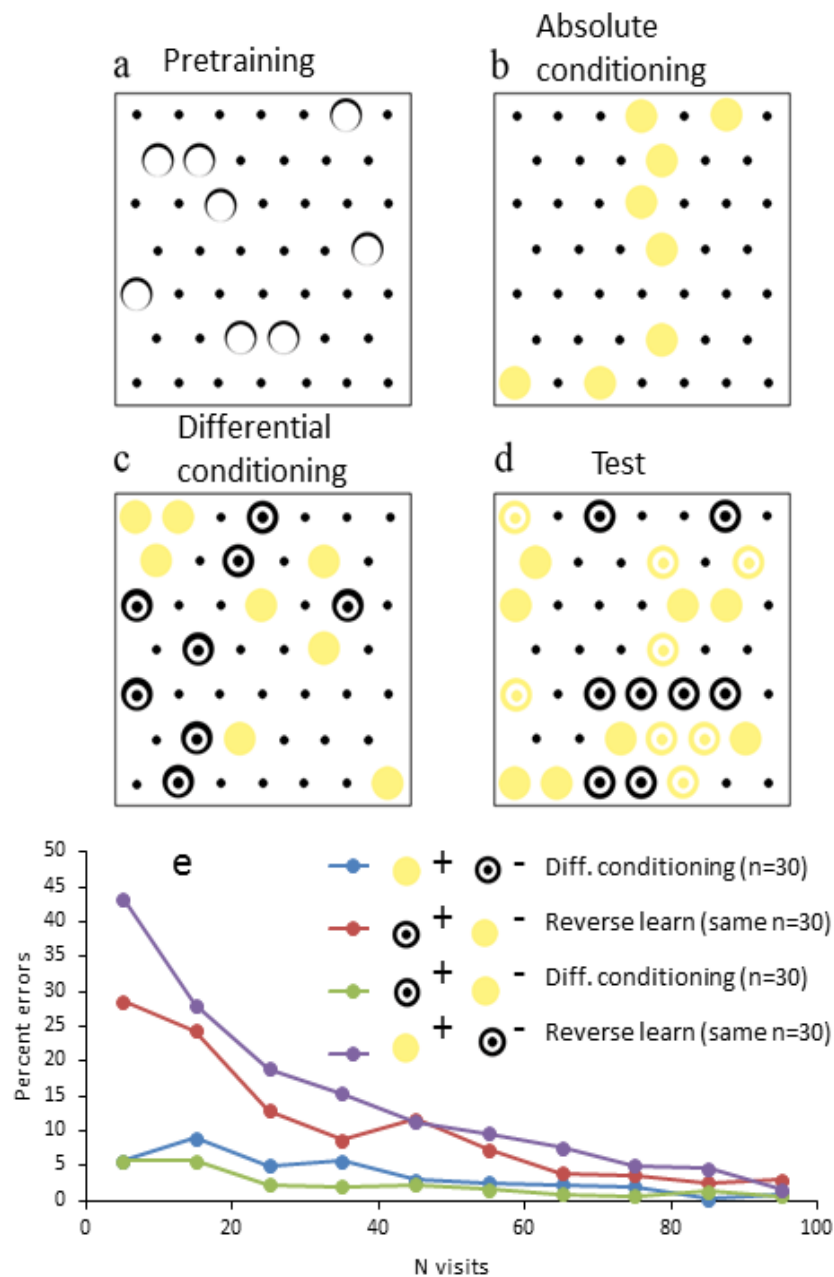 a Pretraining
b Absolute
conditioning
c Differential
conditioning
d Test
e
50
45
40
35
30
25
20
15
10
5
0
Percent errors
+ - Diff. conditioning (n=30)
+ - Reverse learn (same n=30)
+ - Diff. conditioning (n=30)
+ - Reverse learn (same n=30)
0 20 40 60 80 100
N visits